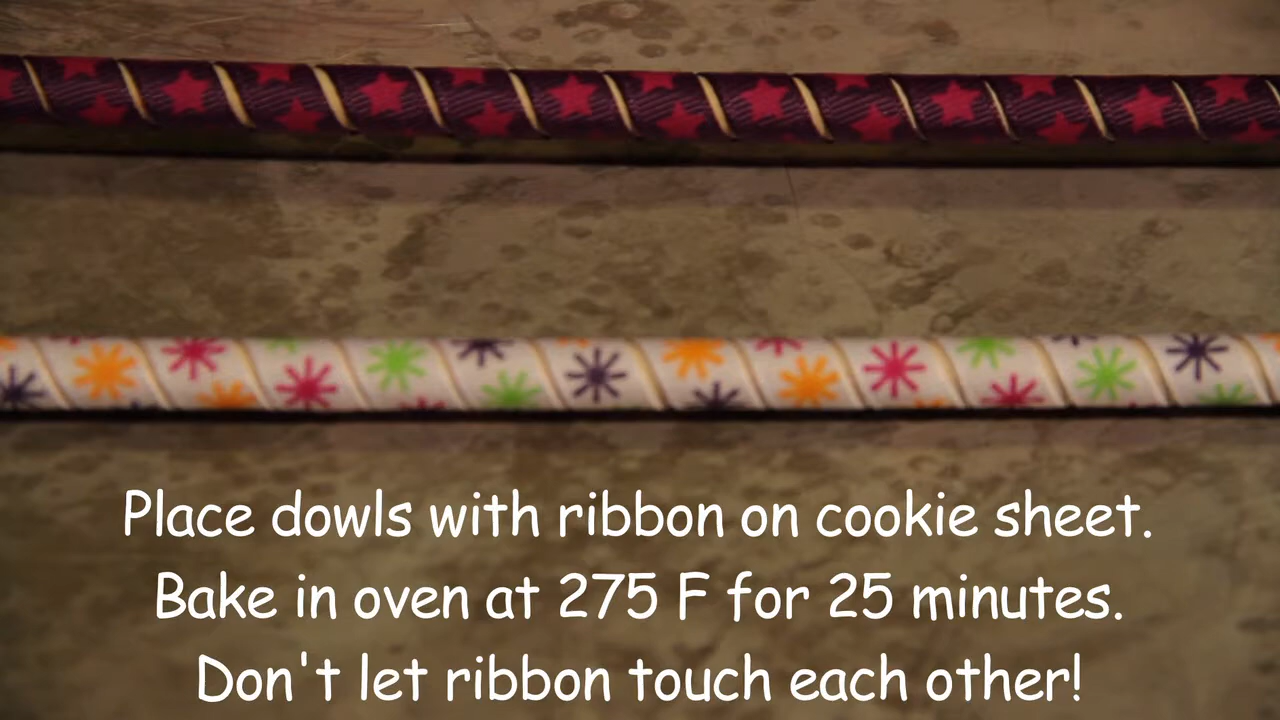 Place dowls with ribbon on cookie sheet.
Bake in oven at 275 F for 25 minutes.
Don't let ribbon touch each other!